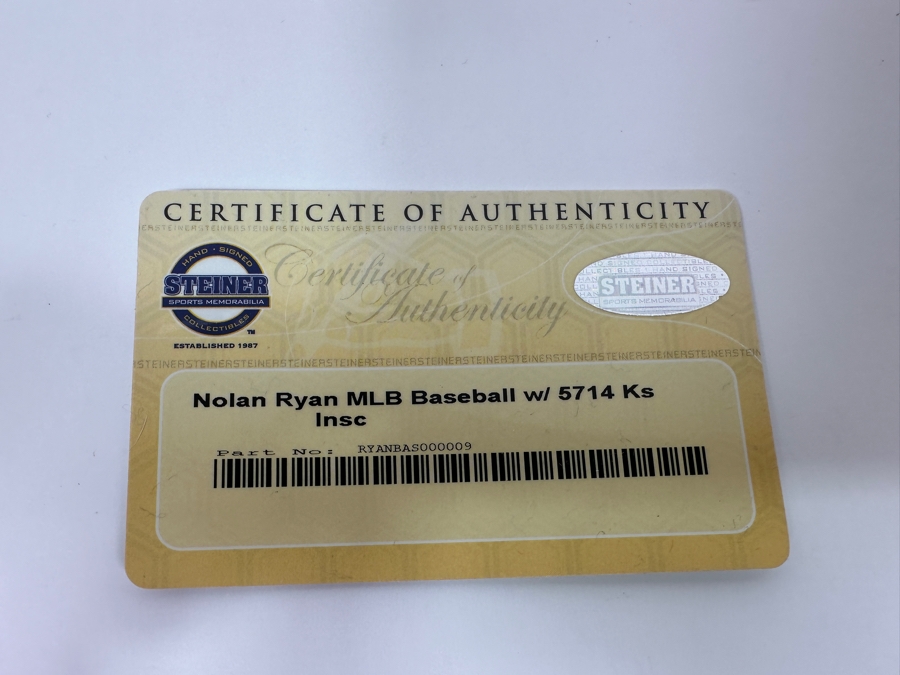 CERTIFICATE OF AUTHENTICITY
HAND · SIGNED
STEINER
SPORTS MEMORABILIA
COLLECTIBLES
TM
ESTABLISHED 1987
Certificate of
Authenticity
STEINER
SPORTS MEMORABILIA
Nolan Ryan MLB Baseball w/ 5714 Ks
Insc
Part No: RYANBAS000009